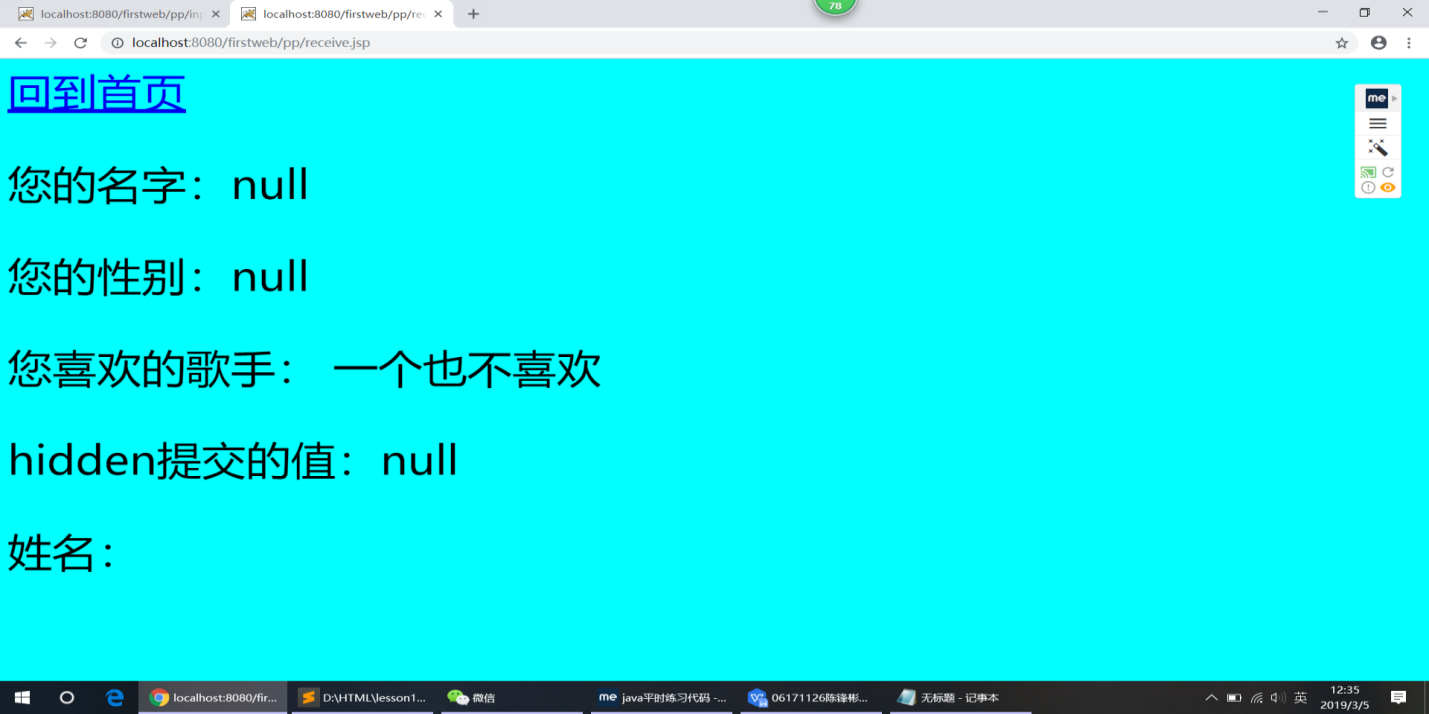 localhost:8080/firstweb/pp/in
localhost:8080/firstweb/pp/re
78
localhost:8080/firstweb/pp/receive.jsp
me
回到首页
您的名字：null
您的性别：null
您喜欢的歌手： 一个也不喜欢
hidden提交的值：null
姓名：
localhost:8080/fir...
D:\HTML\lesson1...
微信
me java平时练习代码 -...
06171126陈锋彬...
无标题 - 记事本
英
12:35
2019/3/5